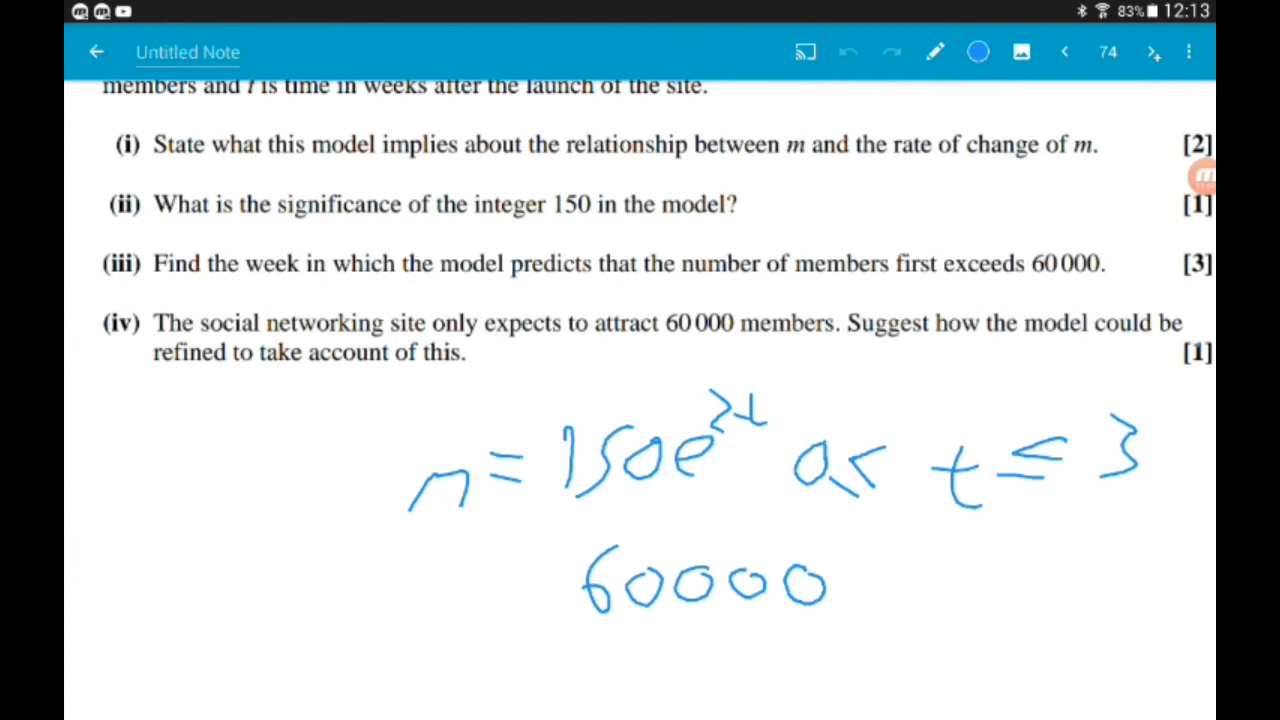 83% 12:13
Untitled Note 74
members and t is time in weeks after the launch of the site.
(i) State what this model implies about the relationship between m and the rate of change of m. [2]
(ii) What is the significance of the integer 150 in the model? [1]
(iii) Find the week in which the model predicts that the number of members first exceeds 60 000. [3]
(iv) The social networking site only expects to attract 60 000 members. Suggest how the model could be
refined to take account of this. [1]
m = 150e^2t 0 ≤ t ≤ 3
60000